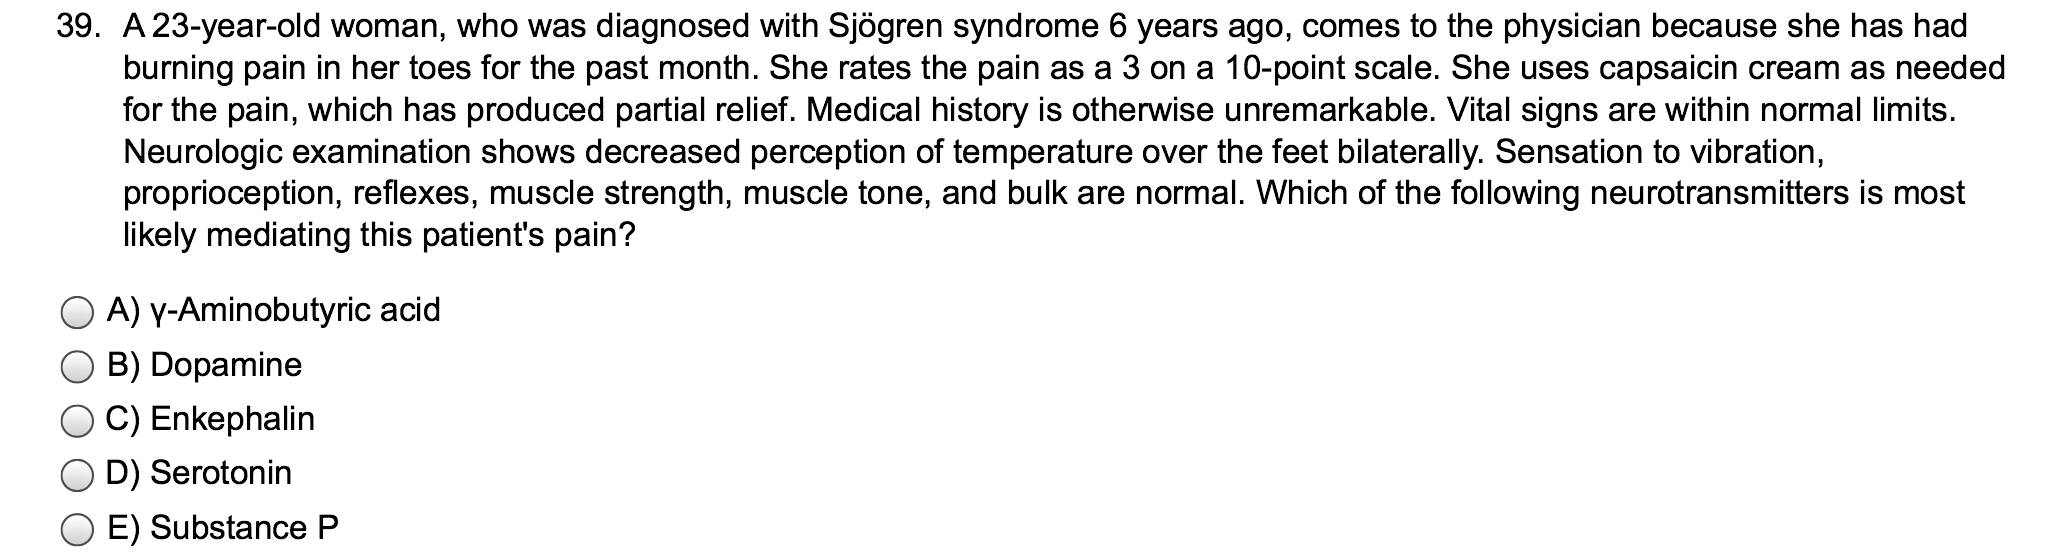 39. A 23-year-old woman, who was diagnosed with Sjögren syndrome 6 years ago, comes to the physician because she has had
burning pain in her toes for the past month. She rates the pain as a 3 on a 10-point scale. She uses capsaicin cream as needed
for the pain, which has produced partial relief. Medical history is otherwise unremarkable. Vital signs are within normal limits.
Neurologic examination shows decreased perception of temperature over the feet bilaterally. Sensation to vibration,
proprioception, reflexes, muscle strength, muscle tone, and bulk are normal. Which of the following neurotransmitters is most
likely mediating this patient's pain?
A) γ-Aminobutyric acid
B) Dopamine
C) Enkephalin
D) Serotonin
E) Substance P